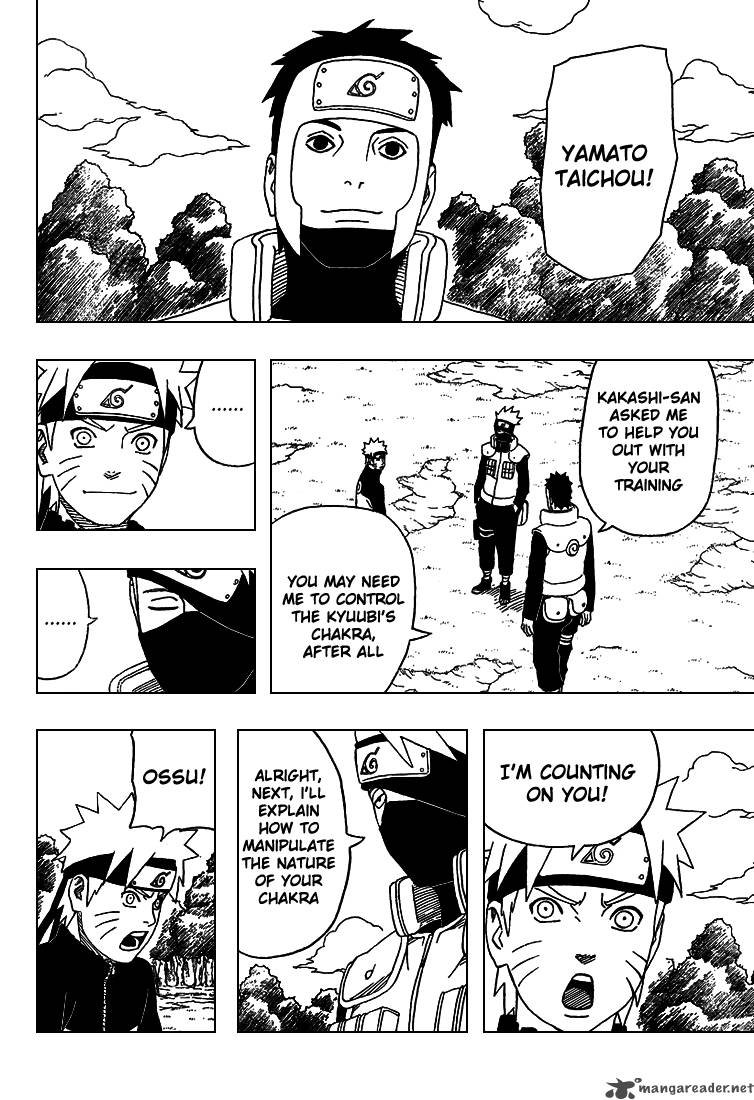 YAMATO
TAICHOU!
KAKASHI-SAN
ASKED ME
TO HELP YOU
OUT WITH
YOUR
TRAINING
YOU MAY NEED
ME TO CONTROL
THE KYUUBI'S
CHAKRA,
AFTER ALL
.......
.......
I'M COUNTING
ON YOU!
ALRIGHT,
NEXT, I'LL
EXPLAIN
HOW TO
MANIPULATE
THE NATURE
OF YOUR
CHAKRA
OSSU!
mangareader.net